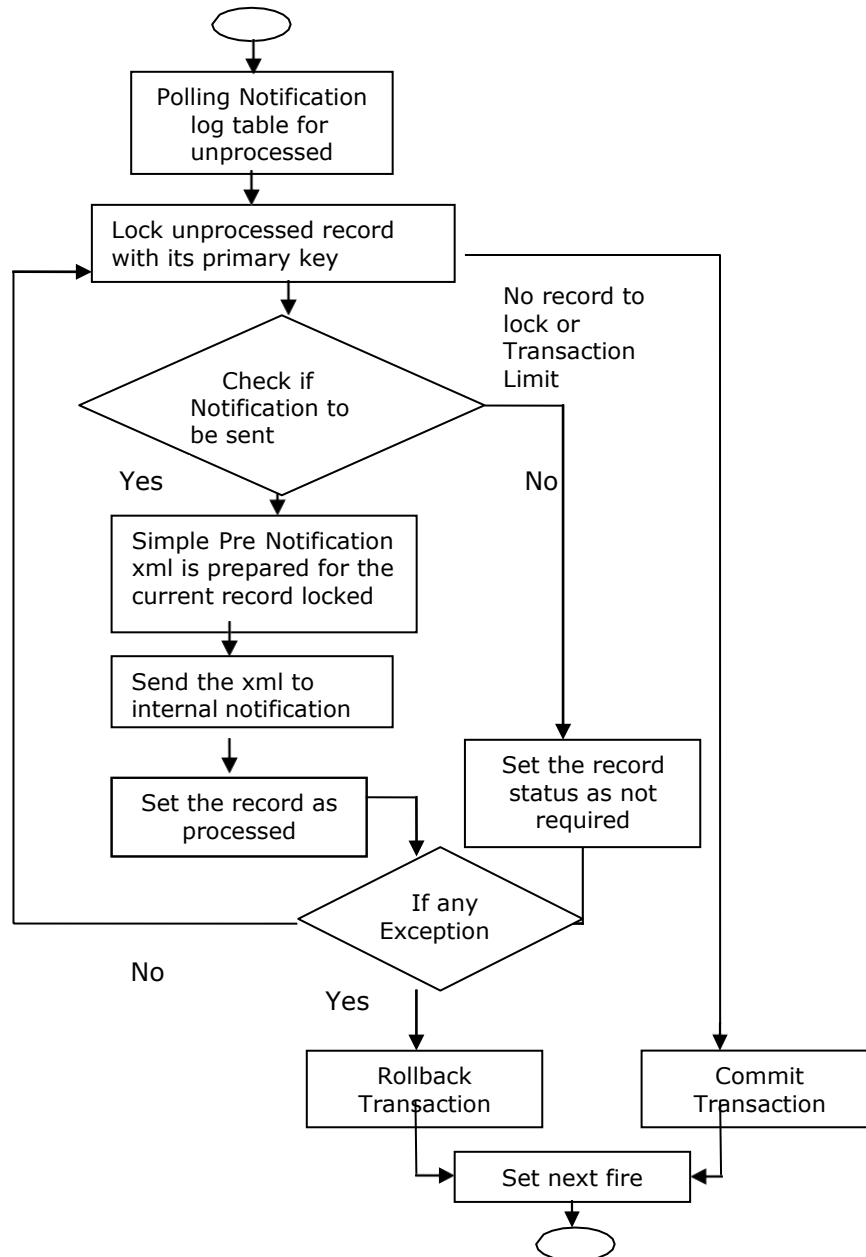 Polling Notification
log table for
unprocessed
Lock unprocessed record
with its primary key
No record to
lock or
Transaction
Limit
Check if
Notification to
be sent
Yes
No
Simple Pre Notification
xml is prepared for the
current record locked
Send the xml to
internal notification
Set the record as
processed
Set the record
status as not
required
If any
Exception
No
Yes
Rollback
Transaction
Commit
Transaction
Set next fire